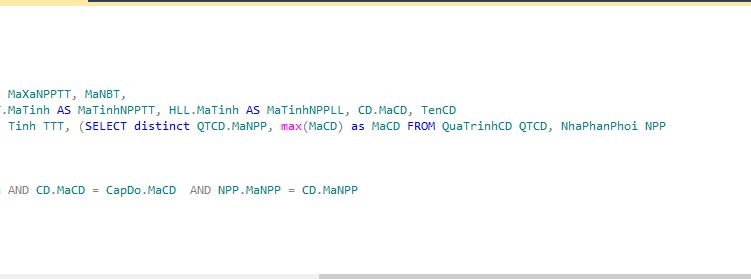 MaXaNPPTT, MaNBT,
.MaTinh AS MaTinhNPPTT, HLL.MaTinh AS MaTinhNPPLL, CD.MaCD, TenCD
Tinh TTT, (SELECT distinct QTCD.MaNPP, max(MaCD) as MaCD FROM QuaTrinhCD QTCD, NhaPhanPhoi NPP
AND CD.MaCD = CapDo.MaCD  AND NPP.MaNPP = CD.MaNPP